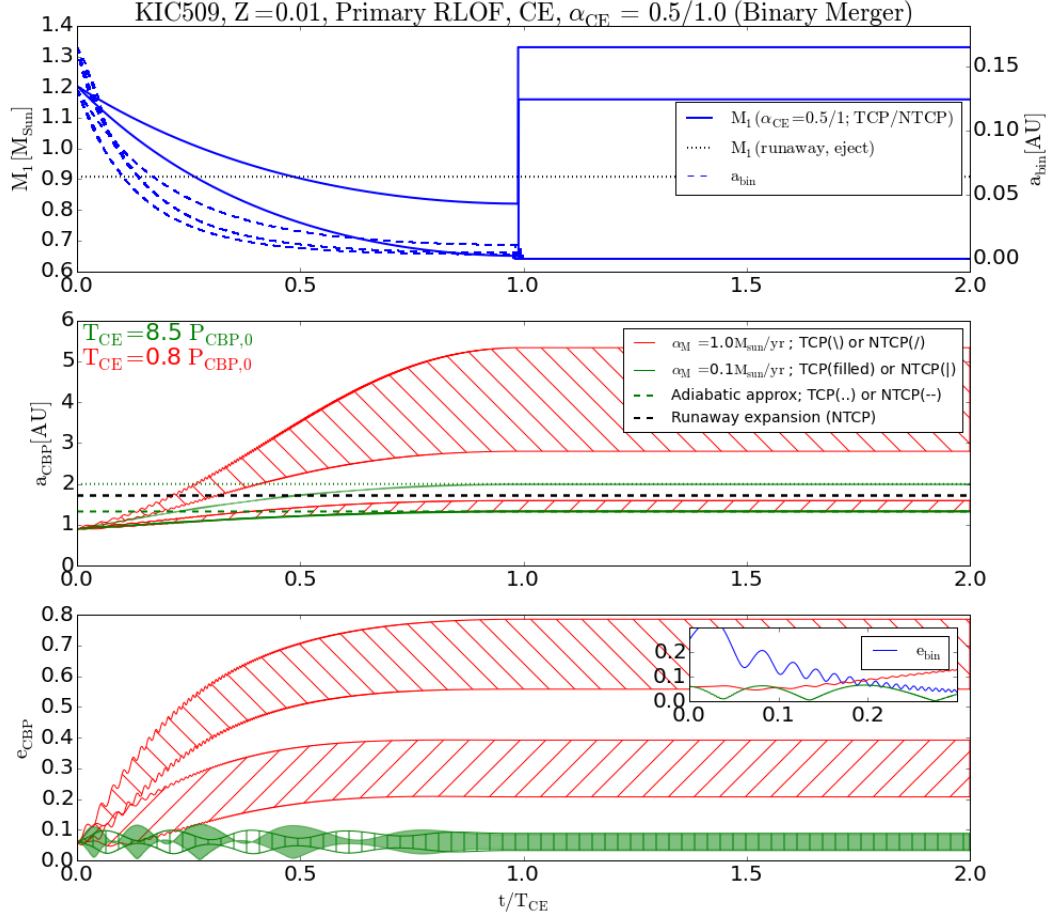 KIC509, Z=0.01, Primary RLOF, CE, α_CE = 0.5/1.0 (Binary Merger)
1.4
1.3
1.2
1.1
1.0
0.9
0.8
0.7
0.6
M_1 [M_Sun]
0.15
0.10
0.05
0.00
a_bin[AU]
M_1(α_CE=0.5/1; TCP/NTCP)
M_1(runaway, eject)
a_bin
0.0 0.5 1.0 1.5 2.0
T_CE=8.5 P_CBP,0
T_CE=0.8 P_CBP,0
6
5
4
3
2
1
0
a_CBP[AU]
α_M =1.0M_sun/yr ; TCP(\) or NTCP(/)
α_M =0.1M_sun/yr ; TCP(filled) or NTCP(|)
Adiabatic approx; TCP(..) or NTCP(--)
Runaway expansion (NTCP)
0.0 0.5 1.0 1.5 2.0
0.8
0.7
0.6
0.5
0.4
0.3
0.2
0.1
0.0
e_CBP
0.2
0.1
0.0
e_bin
0.0 0.1 0.2
0.0 0.5 1.0 1.5 2.0
t/T_CE